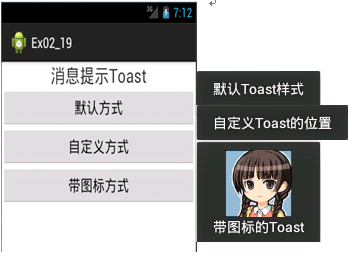 3G 7:12
Ex02_19
消息提示Toast
默认方式
自定义方式
带图标方式
默认Toast样式
自定义Toast的位置
带图标的Toast